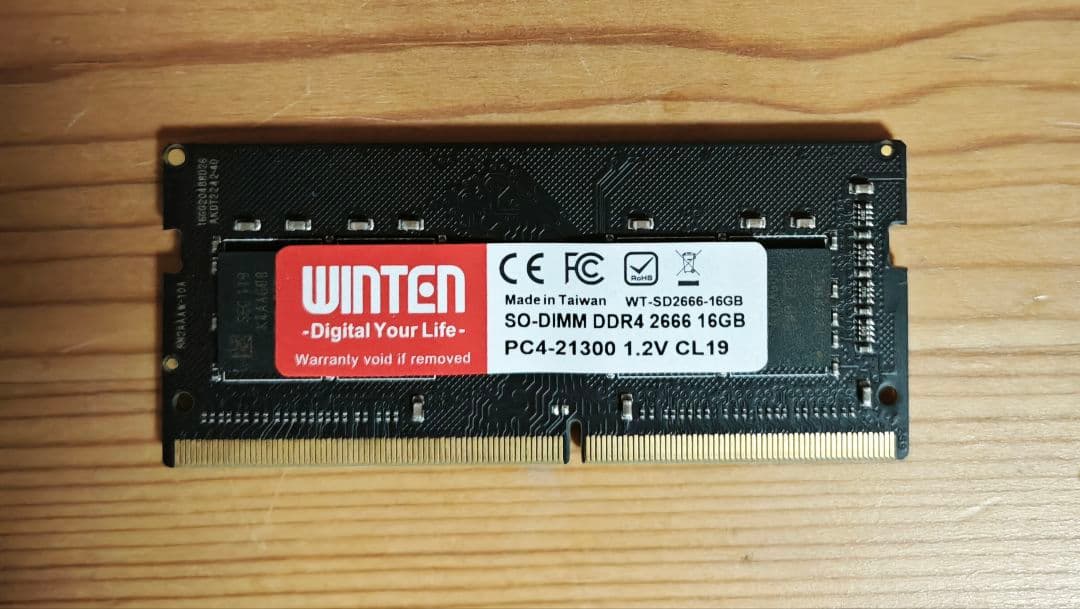 WINTEN
-Digital Your Life-
Warranty void if removed
CE FC RoHS
Made in Taiwan WT-SD2666-16GB
SO-DIMM DDR4 2666 16GB
PC4-21300 1.2V CL19